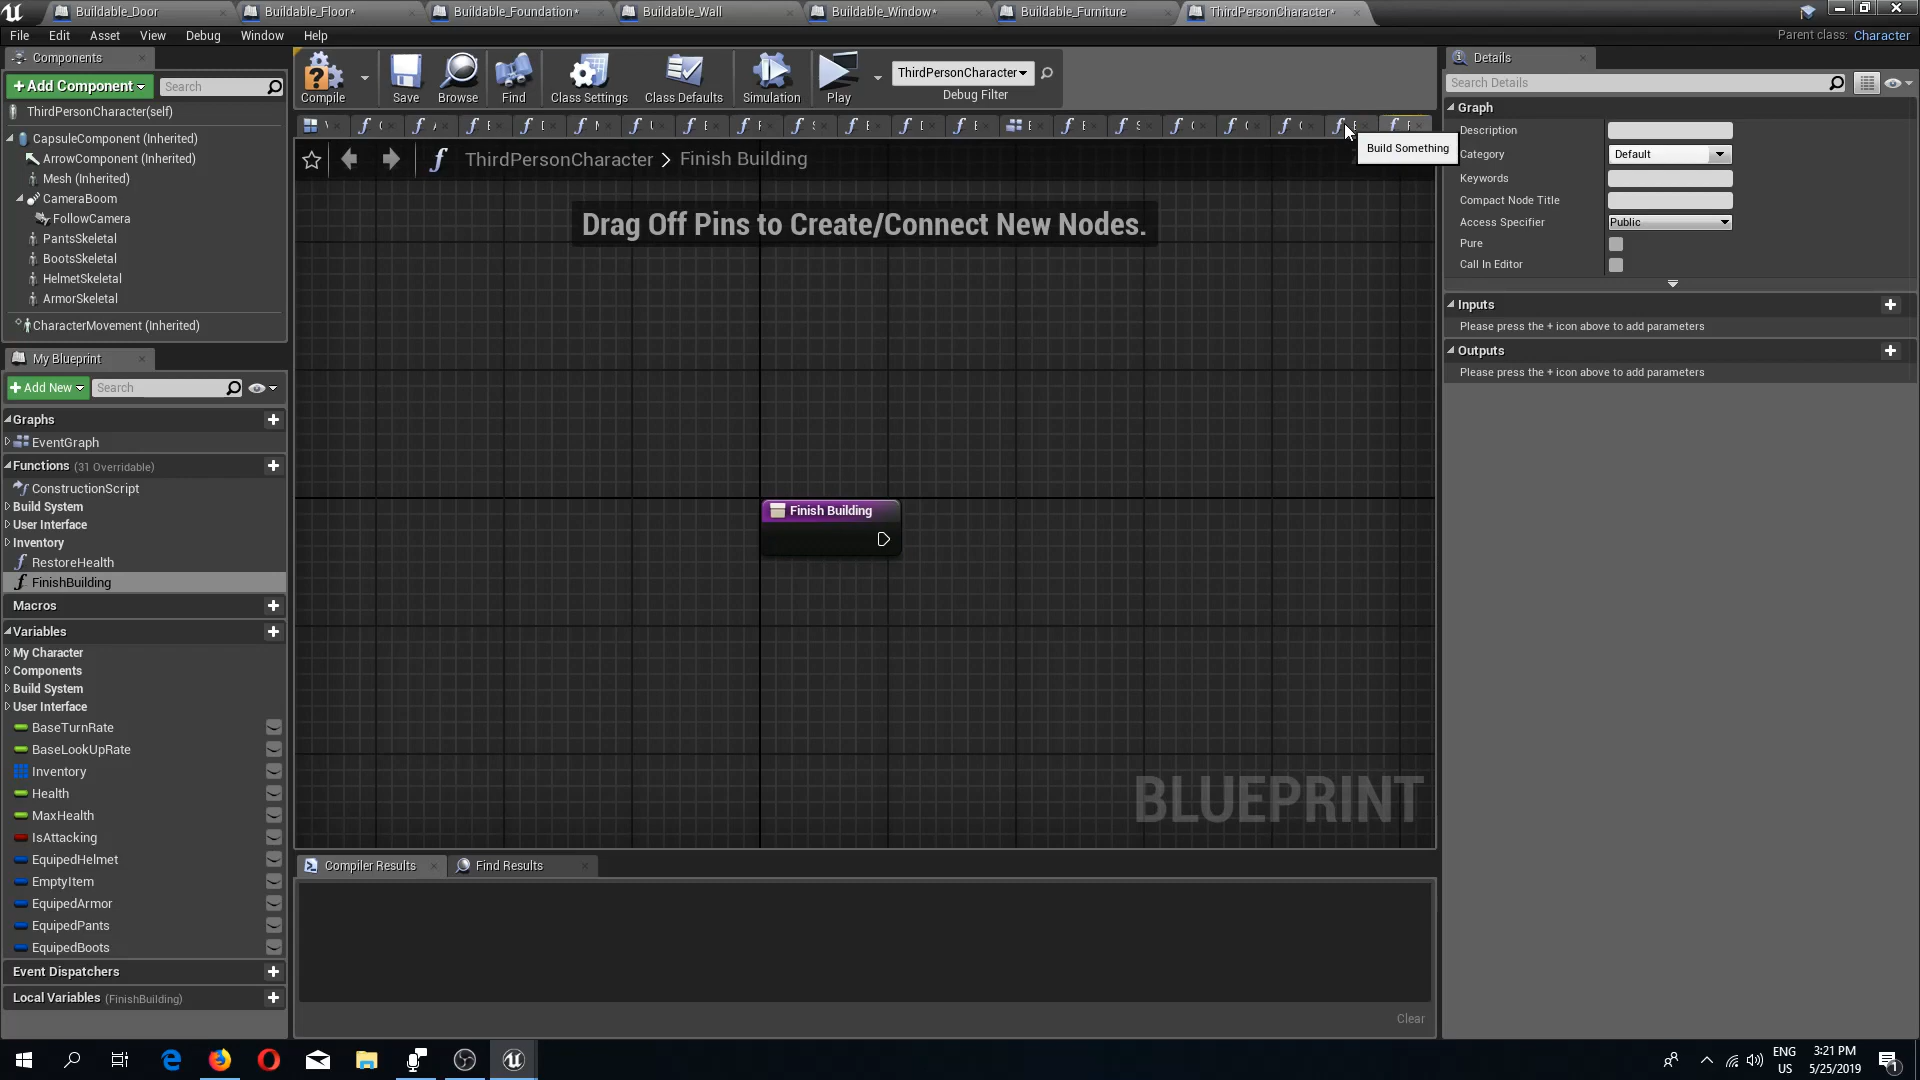 Buildable_Door
Buildable_Floor*
Buildable_Foundation*
Buildable_Wall
Buildable_Window*
Buildable_Furniture
ThirdPersonCharacter*
File Edit Asset View Debug Window Help
Parent class: Character
Components
+Add Component
Search
ThirdPersonCharacter(self)
CapsuleComponent (Inherited)
ArrowComponent (Inherited)
Mesh (Inherited)
CameraBoom
FollowCamera
PantsSkeletal
BootsSkeletal
HelmetSkeletal
ArmorSkeletal
CharacterMovement (Inherited)
My Blueprint
+Add New
Search
Graphs
EventGraph
Functions (31 Overridable)
ConstructionScript
Build System
User Interface
Inventory
RestoreHealth
FinishBuilding
Macros
Variables
My Character
Components
Build System
User Interface
BaseTurnRate
BaseLookUpRate
Inventory
Health
MaxHealth
IsAttacking
EquipedHelmet
EmptyItem
EquipedArmor
EquipedPants
EquipedBoots
Event Dispatchers
Local Variables (FinishBuilding)
Compile
Save
Browse
Find
Class Settings
Class Defaults
Simulation
Play
ThirdPersonCharacter
Debug Filter
Build Something
ThirdPersonCharacter > Finish Building
Drag Off Pins to Create/Connect New Nodes.
Finish Building
BLUEPRINT
Compiler Results
Find Results
Clear
Details
Search Details
Graph
Description
Category
Default
Keywords
Compact Node Title
Access Specifier
Public
Pure
Call In Editor
Inputs
Please press the + icon above to add parameters
Outputs
Please press the + icon above to add parameters
ENG
US
3:21 PM
5/25/2019
1